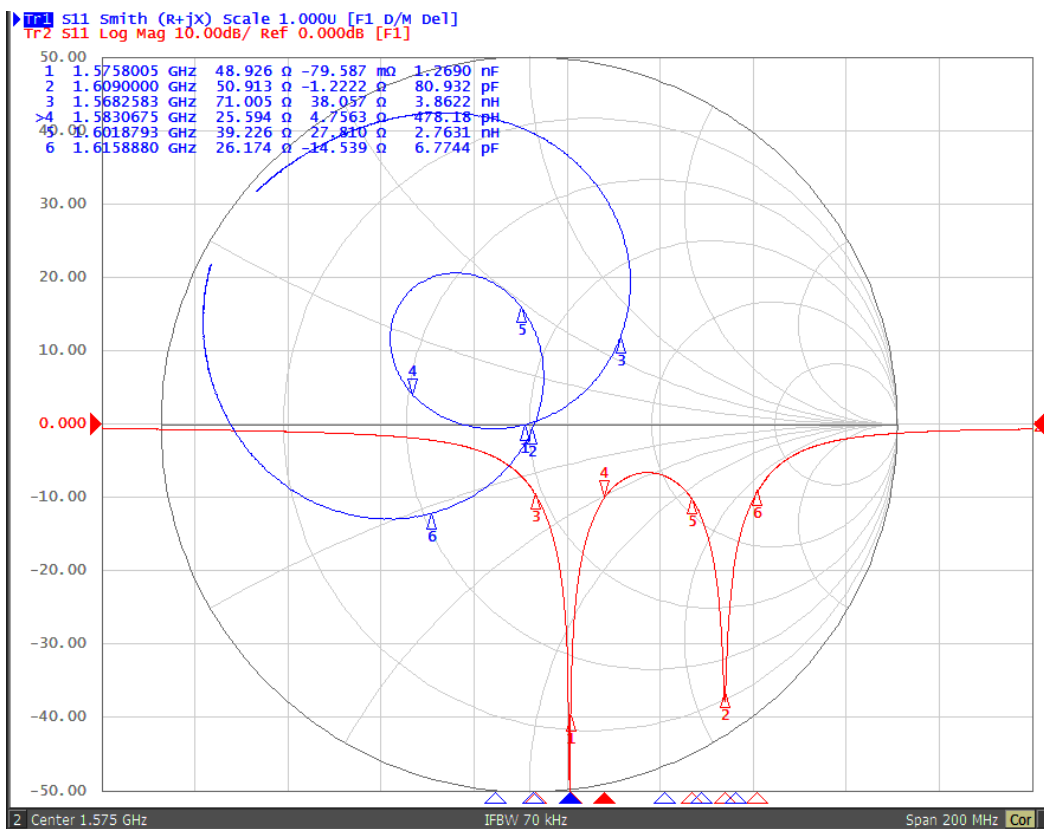 Tr1 S11 Smith (R+jX) Scale 1.000U [F1 D/M Del]
Tr2 S11 Log Mag 10.00dB/ Ref 0.000dB [F1]
50.00
1 1.5758005 GHz 48.926 Ω -79.587 mΩ 1.2690 nF
2 1.6090000 GHz 50.913 Ω -1.2222 Ω 80.932 pF
3 1.5682583 GHz 71.005 Ω 38.057 Ω 3.8622 nH
>4 1.5830675 GHz 25.594 Ω 4.7563 Ω 478.18 pH
40.00
5 1.6018793 GHz 39.226 Ω 27.810 Ω 2.7631 nH
6 1.6158880 GHz 26.174 Ω -14.539 Ω 6.7744 pF
30.00
20.00
5
10.00
3
4
0.000
1 2
4
-10.00
3
5
6
6
-20.00
-30.00
-40.00
2
1
-50.00
2 Center 1.575 GHz IFBW 70 kHz Span 200 MHz Cor